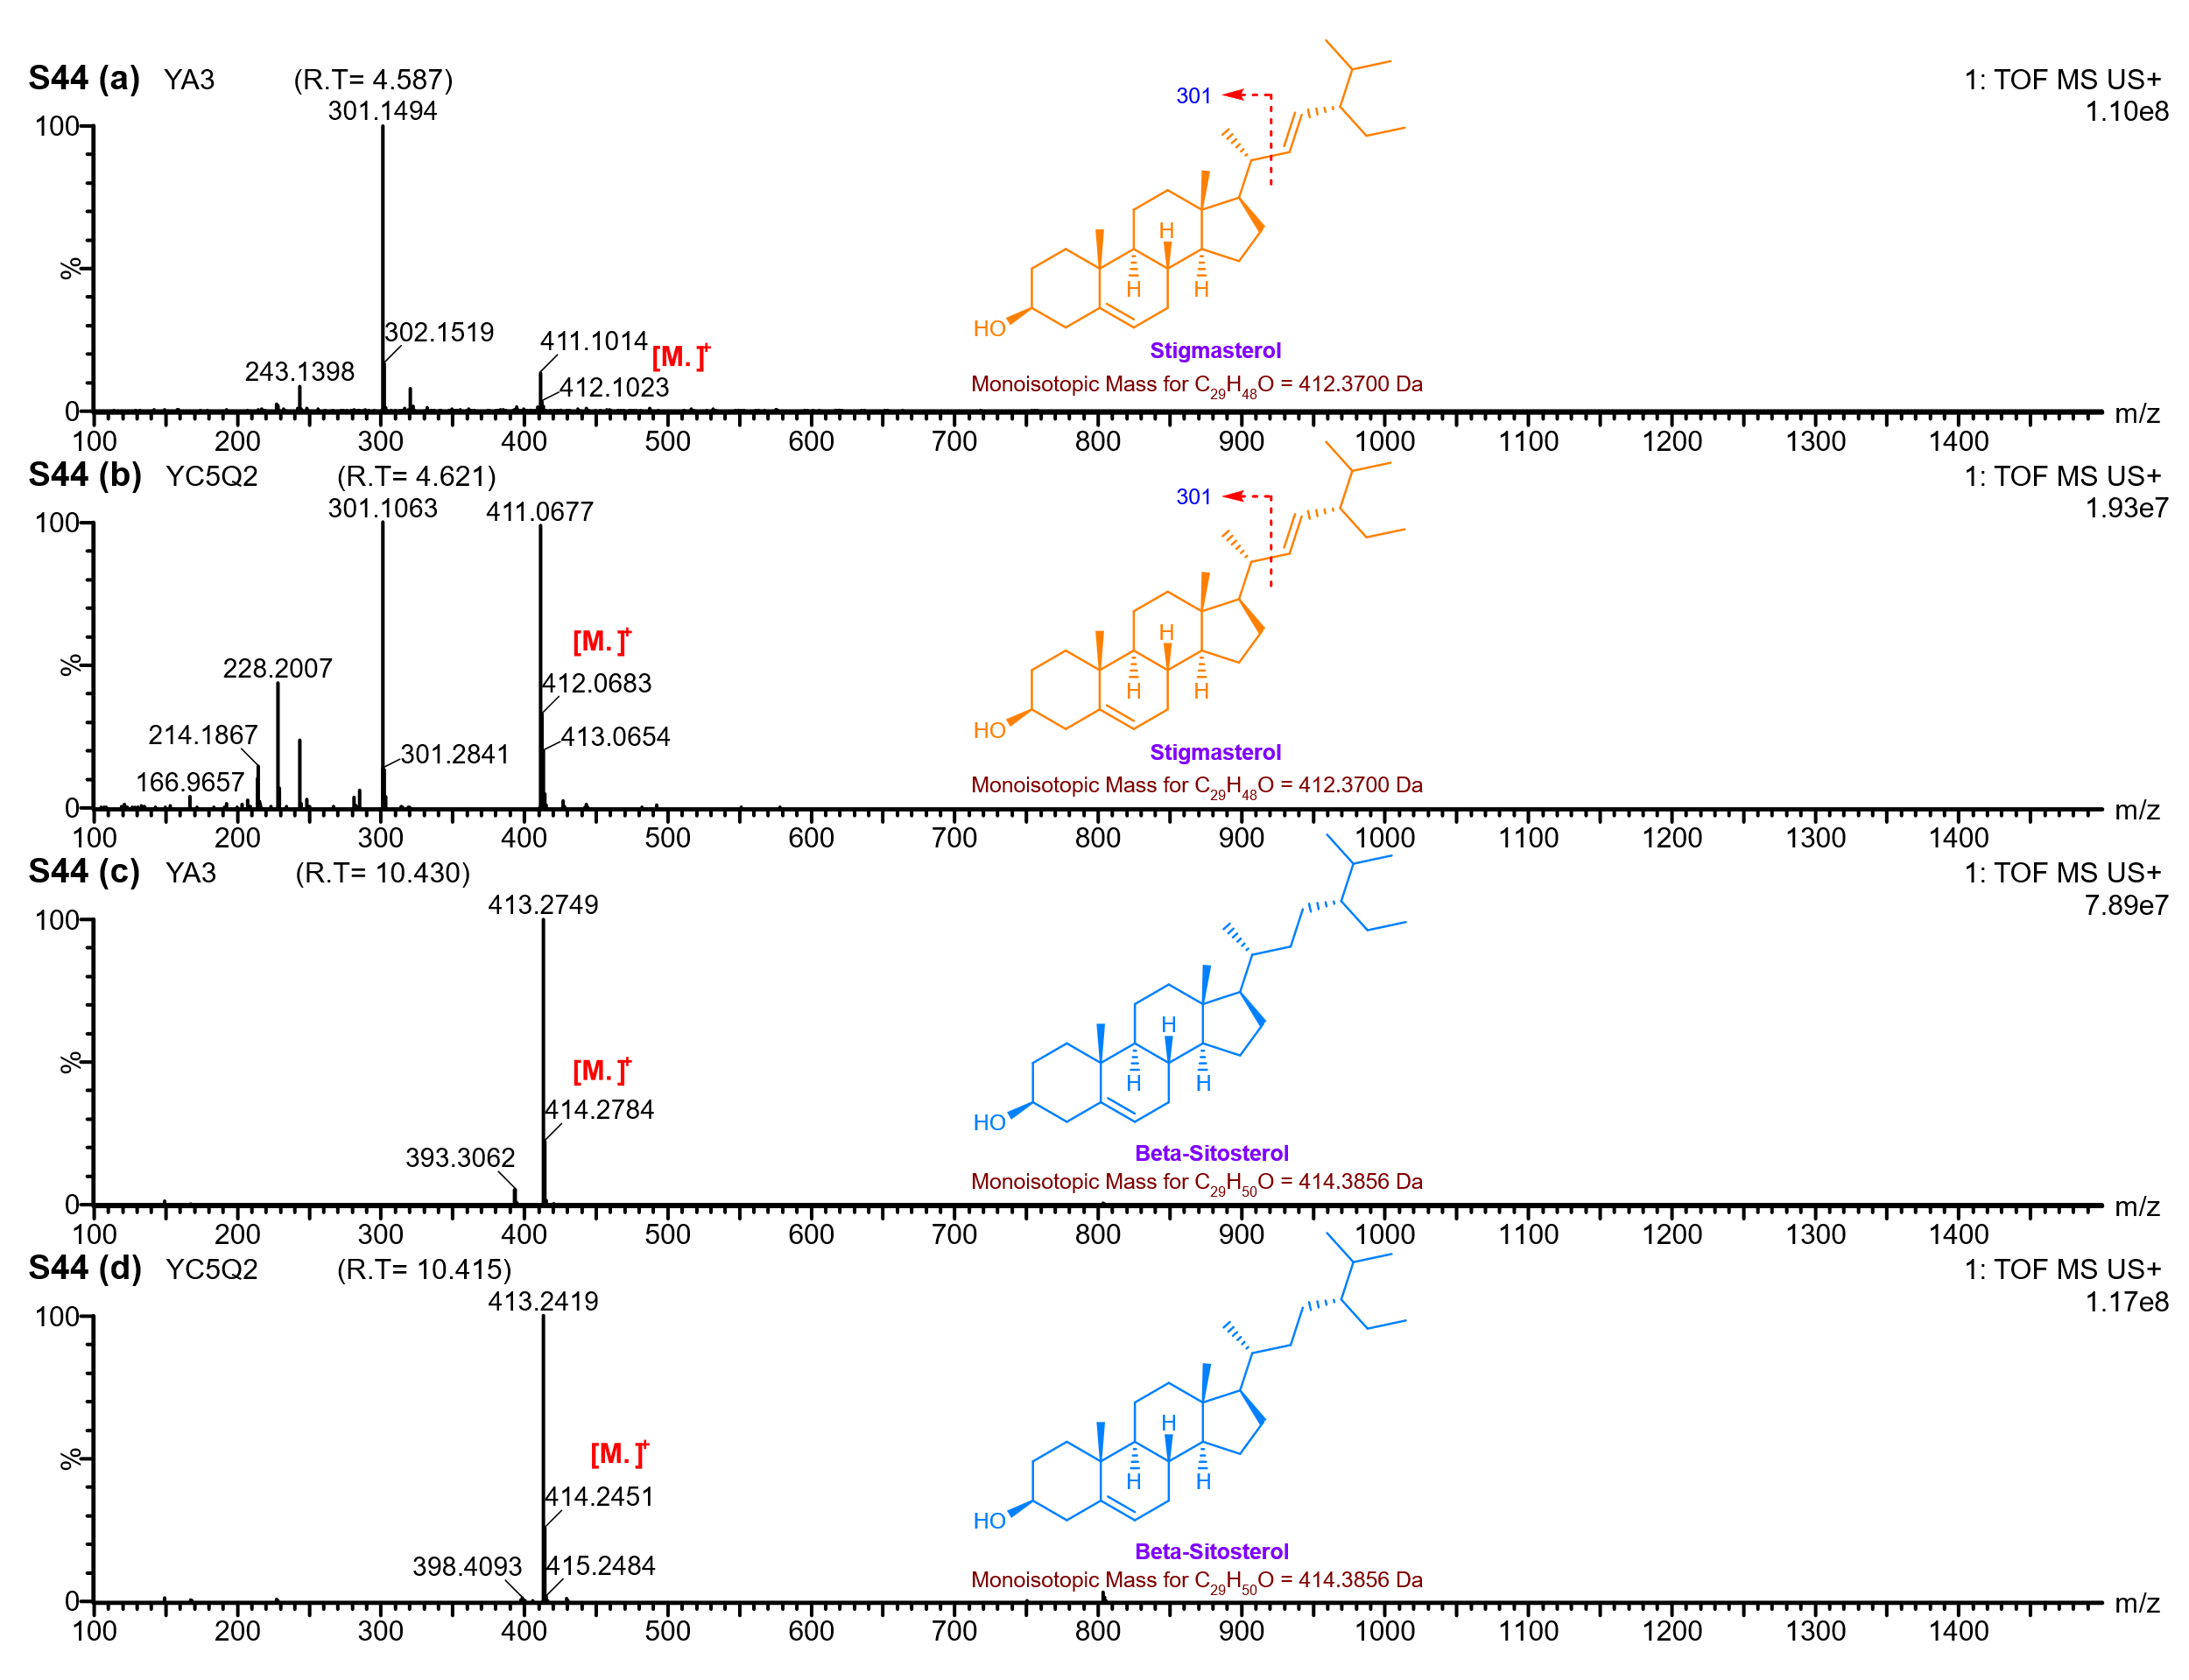 S44 (a) YA3 (R.T= 4.587)
1: TOF MS US+
1.10e8
301.1494
302.1519
243.1398
411.1014
412.1023
[M. ]+
100
%
0
100 200 300 400 500 600 700 800 900 1000 1100 1200 1300 1400 m/z
301
H
H
H
HO
Stigmasterol
Monoisotopic Mass for C29H48O = 412.3700 Da
S44 (b) YC5Q2 (R.T= 4.621)
1: TOF MS US+
1.93e7
301.1063
411.0677
[M. ]+
228.2007
412.0683
214.1867
413.0654
301.2841
166.9657
100
%
0
100 200 300 400 500 600 700 800 900 1000 1100 1200 1300 1400 m/z
301
H
H
H
HO
Stigmasterol
Monoisotopic Mass for C29H48O = 412.3700 Da
S44 (c) YA3 (R.T= 10.430)
1: TOF MS US+
7.89e7
413.2749
[M. ]+
414.2784
393.3062
100
%
0
100 200 300 400 500 600 700 800 900 1000 1100 1200 1300 1400 m/z
H
H
H
HO
Beta-Sitosterol
Monoisotopic Mass for C29H50O = 414.3856 Da
S44 (d) YC5Q2 (R.T= 10.415)
1: TOF MS US+
1.17e8
413.2419
[M. ]+
414.2451
398.4093
415.2484
100
%
0
100 200 300 400 500 600 700 800 900 1000 1100 1200 1300 1400 m/z
H
H
H
HO
Beta-Sitosterol
Monoisotopic Mass for C29H50O = 414.3856 Da